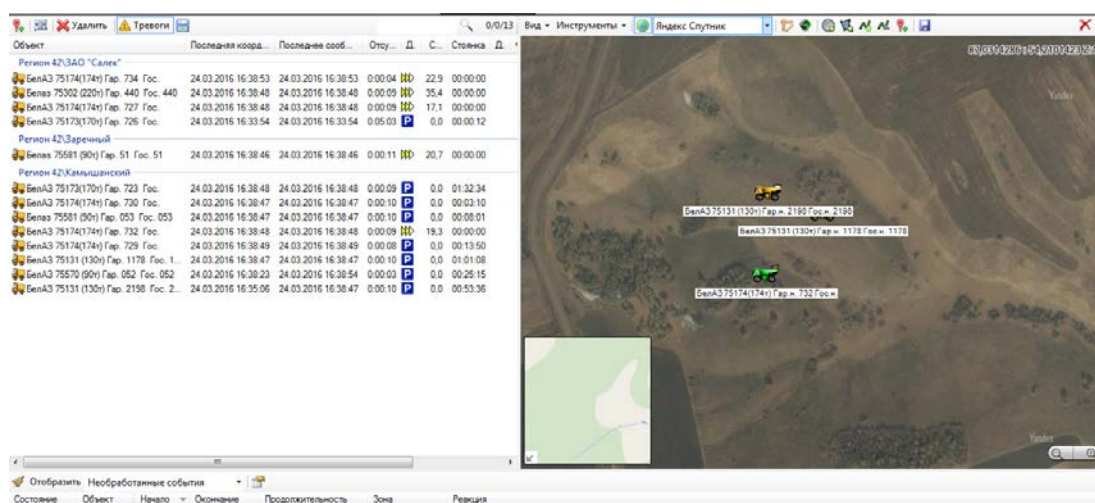 Удалить Тревоги 0/0/13 Вид Инструменты Яндекс Спутник
Объект Последняя коорд... Последнее сооб... Отсу... Д. С... Стоянка Д.
Регион 42\ЗАО "Салек"
БелАЗ 75174(174т) Гар. 734 Гос. 24.03.2016 16:38:53 24.03.2016 16:38:53 0:00:04 22,9 00:00:00
Белаз 75302 (220т) Гар. 440 Гос. 440 24.03.2016 16:38:48 24.03.2016 16:38:48 0:00:09 35,4 00:00:00
БелАЗ 75174(174т) Гар. 727 Гос. 24.03.2016 16:38:48 24.03.2016 16:38:48 0:00:09 17,1 00:00:00
БелАЗ 75173(170т) Гар. 726 Гос. 24.03.2016 16:33:54 24.03.2016 16:33:54 0:05:03 P 0,0 00:00:12
Регион 42\Заречный
Белаз 75581 (90т) Гар. 51 Гос. 51 24.03.2016 16:38:46 24.03.2016 16:38:46 0:00:11 20,7 00:00:00
Регион 42\Камышанский
БелАЗ 75173(170т) Гар. 723 Гос. 24.03.2016 16:38:48 24.03.2016 16:38:48 0:00:09 P 0,0 01:32:34
БелАЗ 75174(174т) Гар. 730 Гос. 24.03.2016 16:38:47 24.03.2016 16:38:47 0:00:10 P 0,0 00:03:10
Белаз 75581 (90т) Гар. 053 Гос. 053 24.03.2016 16:38:47 24.03.2016 16:38:47 0:00:10 P 0,0 00:08:01
БелАЗ 75174(174т) Гар. 732 Гос. 24.03.2016 16:38:48 24.03.2016 16:38:48 0:00:09 19,3 00:00:00
БелАЗ 75174(174т) Гар. 729 Гос. 24.03.2016 16:38:49 24.03.2016 16:38:49 0:00:08 P 0,0 00:13:50
БелАЗ 75131 (130т) Гар. 1178 Гос. 1... 24.03.2016 16:38:47 24.03.2016 16:38:47 0:00:10 P 0,0 01:01:08
БелАЗ 75570 (90т) Гар. 052 Гос. 052 24.03.2016 16:38:23 24.03.2016 16:38:54 0:00:03 P 0,0 00:25:15
БелАЗ 75131 (130т) Гар. 2198 Гос. 2... 24.03.2016 16:35:06 24.03.2016 16:38:47 0:00:10 P 0,0 00:53:36
Yandex
БелАЗ 75131 (130т) Гар.н. 2198 Гос.н. 2198
БелАЗ 75131 (130т) Гар.н. 1178 Гос.н. 1178
БелАЗ 75174(174т) Гар.н. 732 Гос.н.
Yandex
Отобразить Необработанные события
Состояние Объект Начало Окончание Продолжительность Зона Реакция